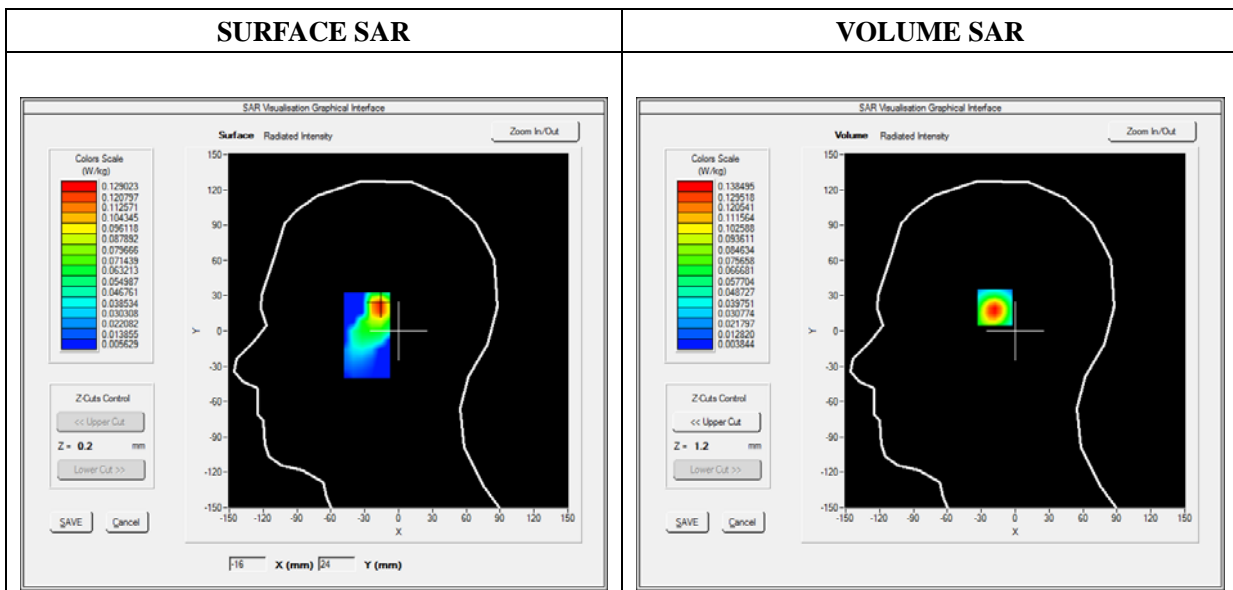 SURFACE SAR
VOLUME SAR
SAR Visualisation Graphical Interface
Surface Radiated Intensity
Zoom In/Out
Colors Scale
(W/kg)
0.129023
0.120797
0.112571
0.104345
0.096118
0.087892
0.079666
0.071439
0.063213
0.054987
0.046761
0.038534
0.030308
0.022082
0.013855
0.005629
Z-Cuts Control
<< Upper Cut
Z = 0.2 mm
Lower Cut >>
SAVE Cancel
150
120
90
60
30
0
-30
-60
-90
-120
-150
Y
-150 -120 -90 -60 -30 0 30 60 90 120 150
X
-16 X (mm) 24 Y (mm)
SAR Visualisation Graphical Interface
Volume Radiated Intensity
Zoom In/Out
Colors Scale
(W/kg)
0.138495
0.129518
0.120541
0.111564
0.102588
0.093611
0.084634
0.075658
0.066681
0.057704
0.048727
0.039751
0.030774
0.021797
0.012820
0.003844
Z-Cuts Control
<< Upper Cut
Z = 1.2 mm
Lower Cut >>
SAVE Cancel
150
120
90
60
30
0
-30
-60
-90
-120
-150
Y
-150 -120 -90 -60 -30 0 30 60 90 120 150
X